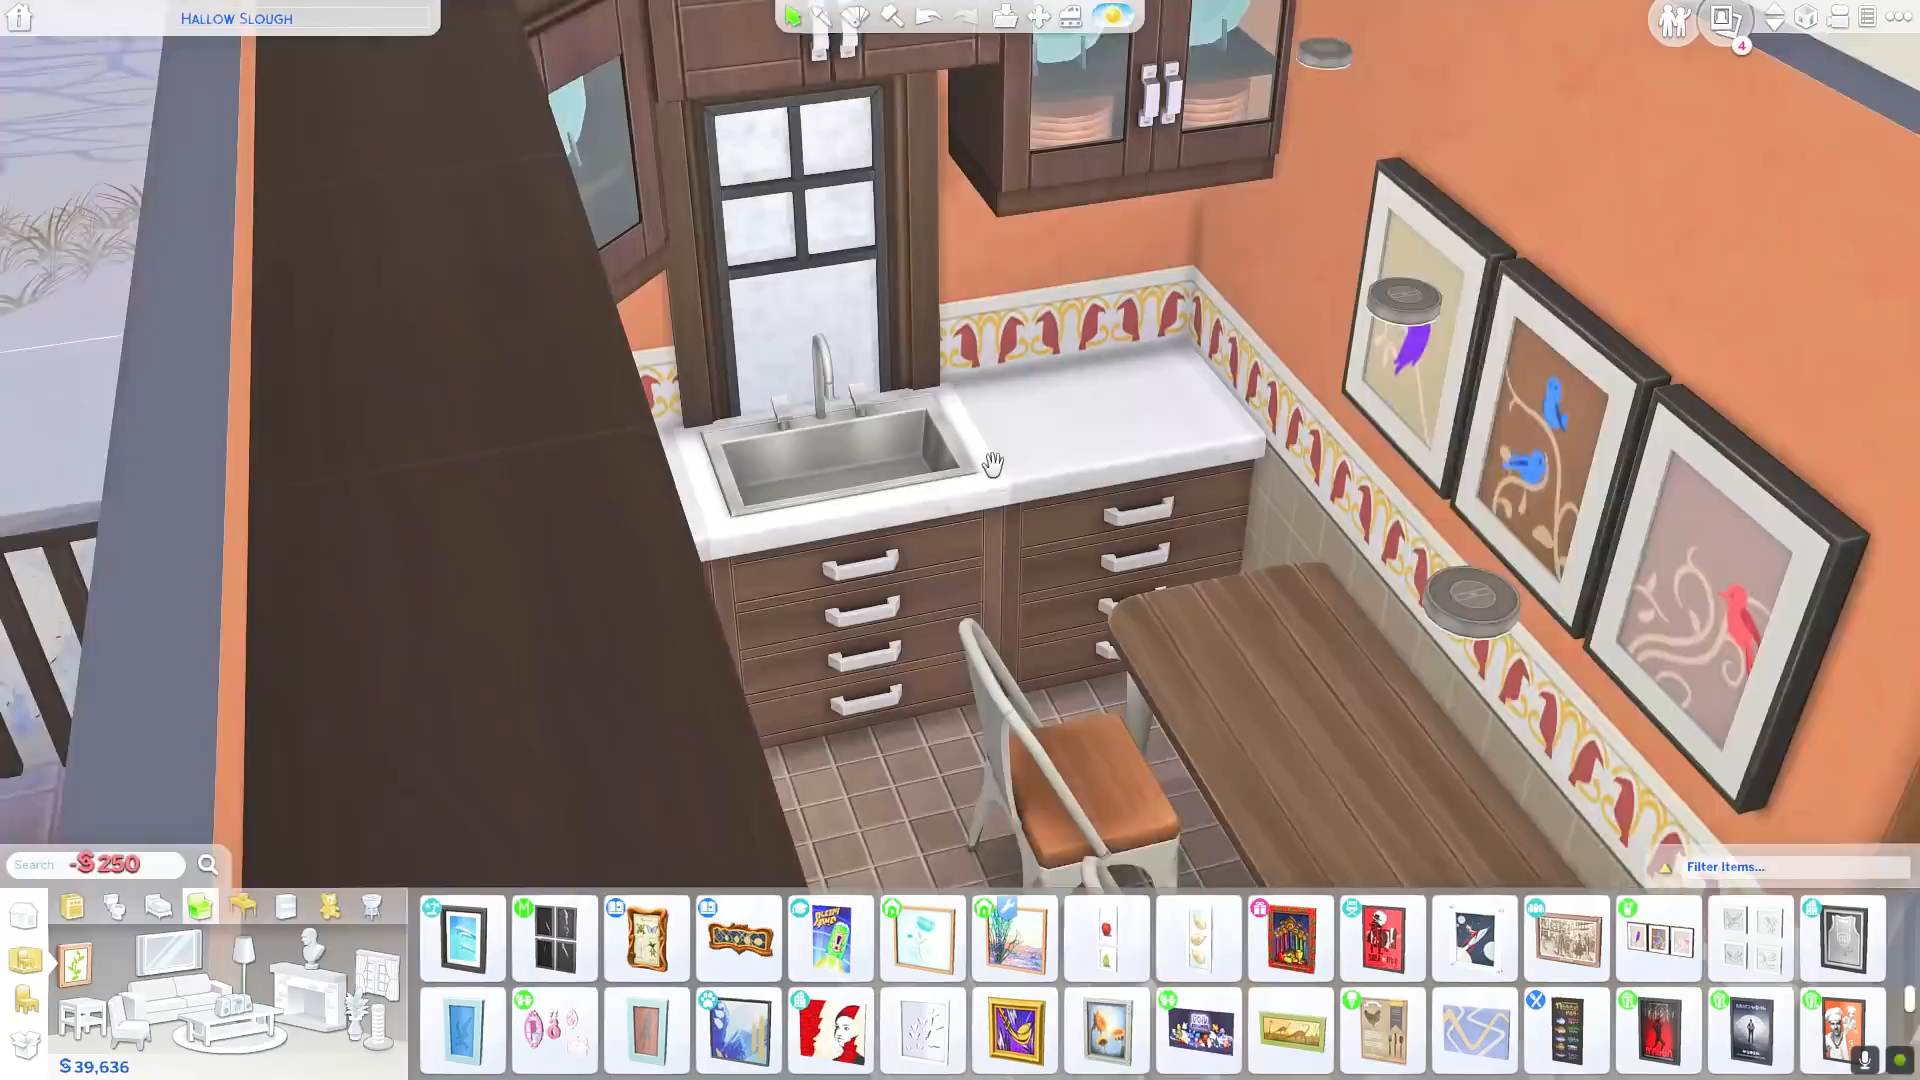 HALLOW SLOUGH
4
Search
-$250
Filter Items...
$39,636